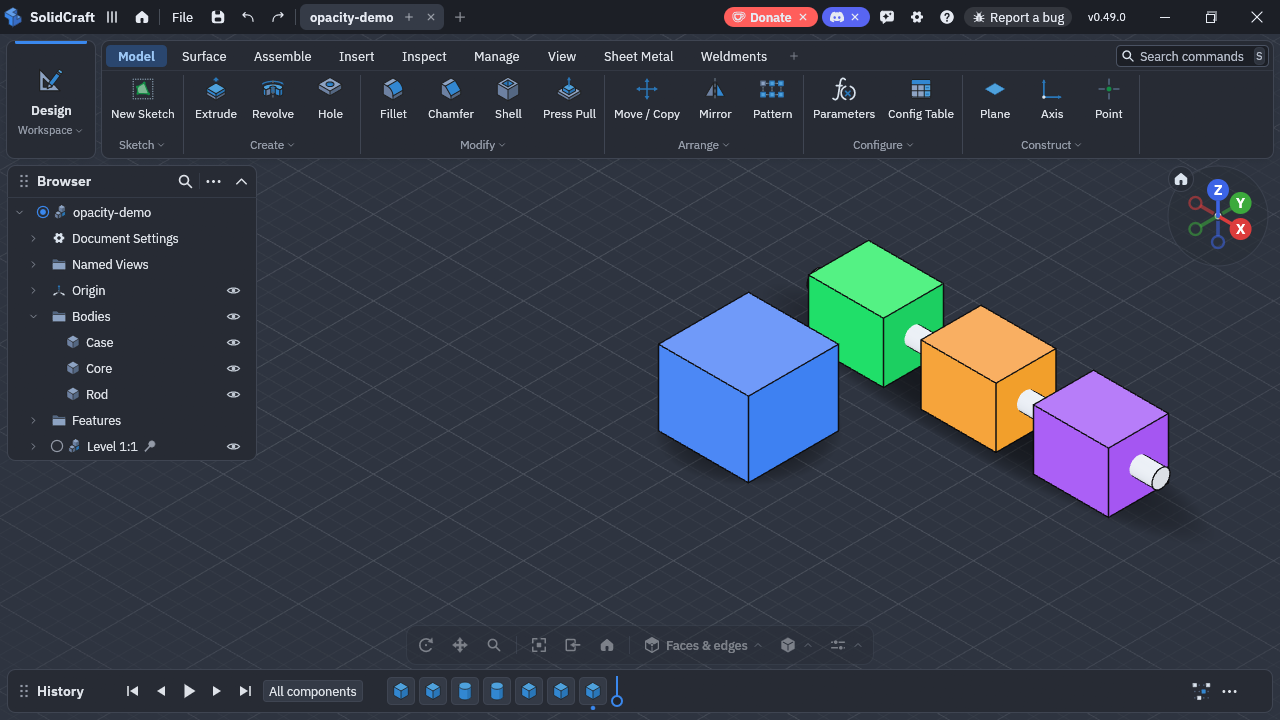 SolidCraft File opacity-demo Donate Report a bug v0.49.0
Model Surface Assemble Insert Inspect Manage View Sheet Metal Weldments Search commands S
Design
Workspace
New Sketch Extrude Revolve Hole Fillet Chamfer Shell Press Pull Move / Copy Mirror Pattern Parameters Config Table Plane Axis Point
Sketch Create Modify Arrange Configure Construct
Browser
opacity-demo
Document Settings
Named Views
Origin
Bodies
Case
Core
Rod
Features
Level 1:1
Z
Y
X
Faces & edges
History All components